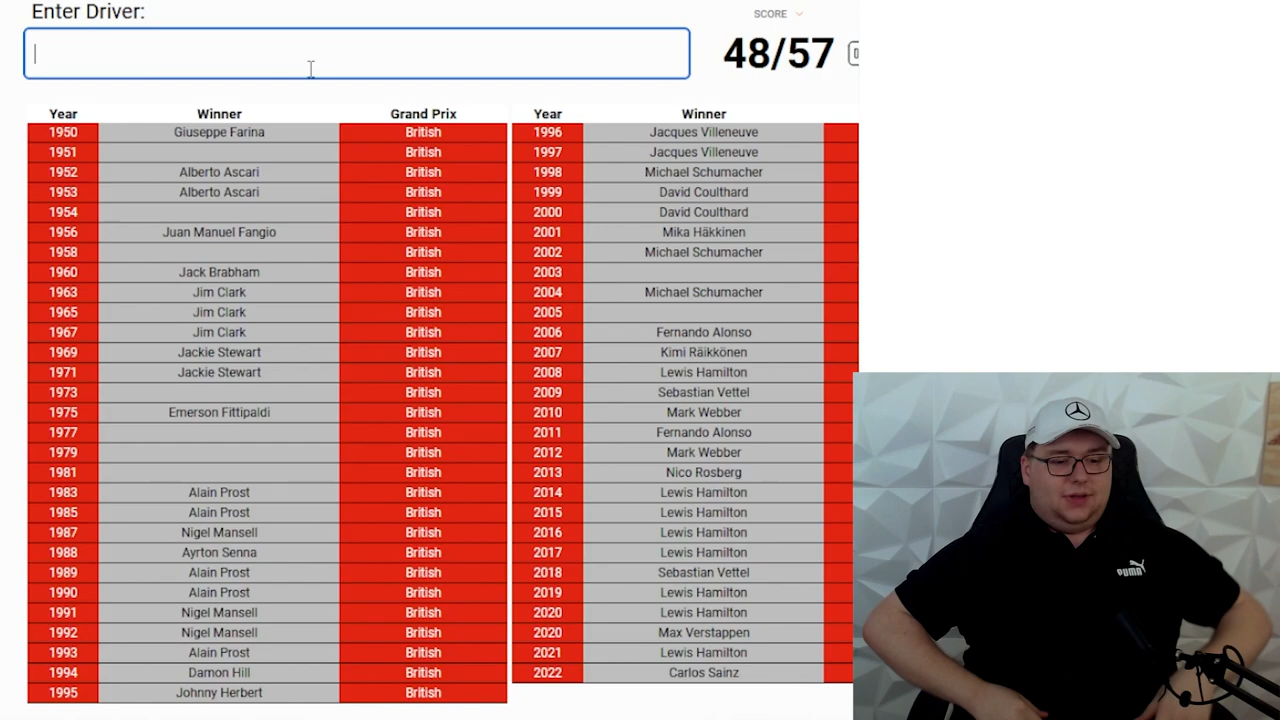 Enter Driver:
SCORE
48/57
Year Winner Grand Prix Year Winner
1950 Giuseppe Farina British 1996 Jacques Villeneuve
1951 British 1997 Jacques Villeneuve
1952 Alberto Ascari British 1998 Michael Schumacher
1953 Alberto Ascari British 1999 David Coulthard
1954 British 2000 David Coulthard
1956 Juan Manuel Fangio British 2001 Mika Häkkinen
1958 British 2002 Michael Schumacher
1960 Jack Brabham British 2003
1963 Jim Clark British 2004 Michael Schumacher
1965 Jim Clark British 2005
1967 Jim Clark British 2006 Fernando Alonso
1969 Jackie Stewart British 2007 Kimi Räikkönen
1971 Jackie Stewart British 2008 Lewis Hamilton
1973 British 2009 Sebastian Vettel
1975 Emerson Fittipaldi British 2010 Mark Webber
1977 British 2011 Fernando Alonso
1979 British 2012 Mark Webber
1981 British 2013 Nico Rosberg
1983 Alain Prost British 2014 Lewis Hamilton
1985 Alain Prost British 2015 Lewis Hamilton
1987 Nigel Mansell British 2016 Lewis Hamilton
1988 Ayrton Senna British 2017 Lewis Hamilton
1989 Alain Prost British 2018 Sebastian Vettel
1990 Alain Prost British 2019 Lewis Hamilton
1991 Nigel Mansell British 2020 Lewis Hamilton
1992 Nigel Mansell British 2020 Max Verstappen
1993 Alain Prost British 2021 Lewis Hamilton
1994 Damon Hill British 2022 Carlos Sainz
1995 Johnny Herbert British
PUMA